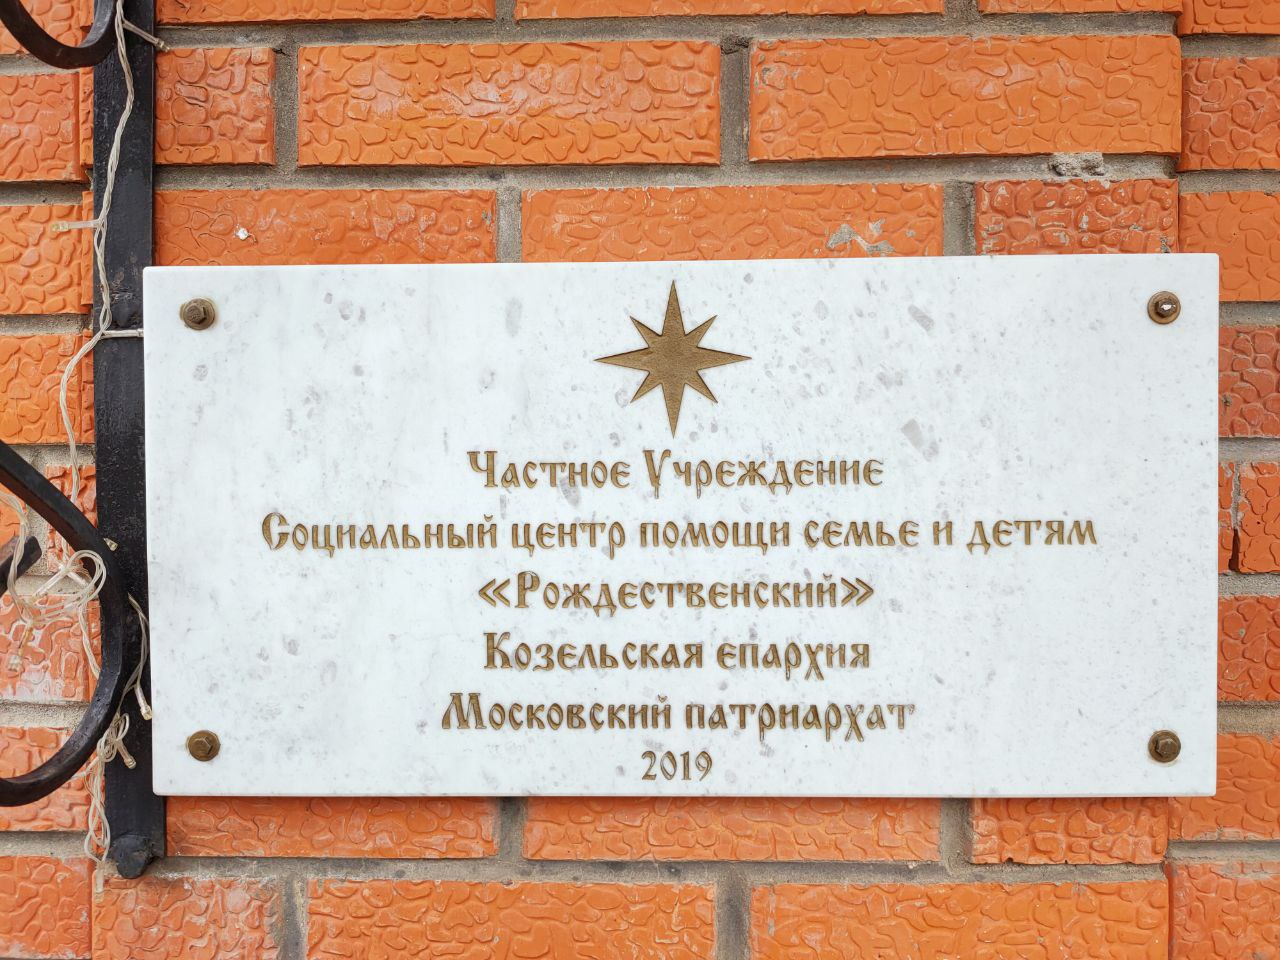 Частное Учреждение
Социальный центр помощи семье и детям
«Рождественский»
Козельская епархия
Московский патриархат
2019